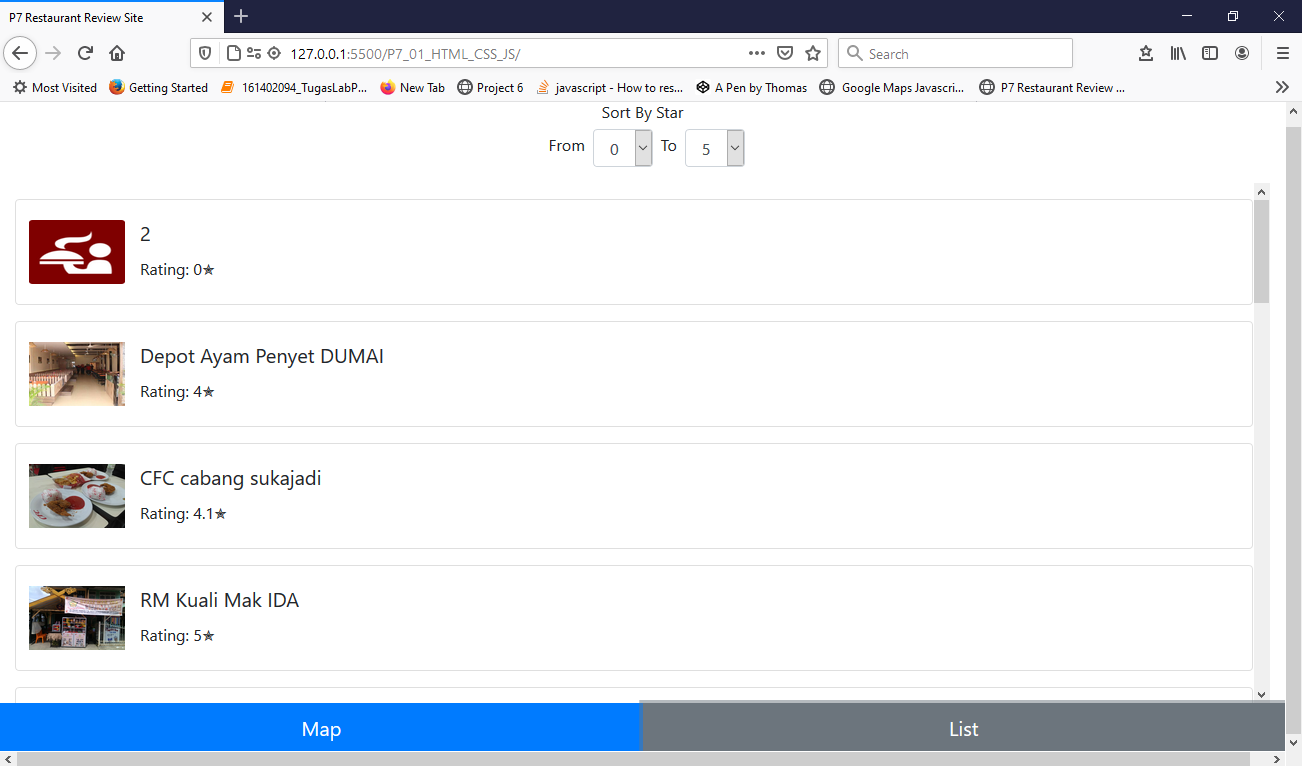 P7 Restaurant Review Site
127.0.0.1:5500/P7_01_HTML_CSS_JS/
Search
Most Visited
Getting Started
161402094_TugasLabP...
New Tab
Project 6
javascript - How to res...
A Pen by Thomas
Google Maps Javascri...
P7 Restaurant Review ...
Sort By Star
From 0 To 5
2
Rating: 0★
Depot Ayam Penyet DUMAI
Rating: 4★
CFC cabang sukajadi
Rating: 4.1★
RM Kuali Mak IDA
Rating: 5★
Map
List